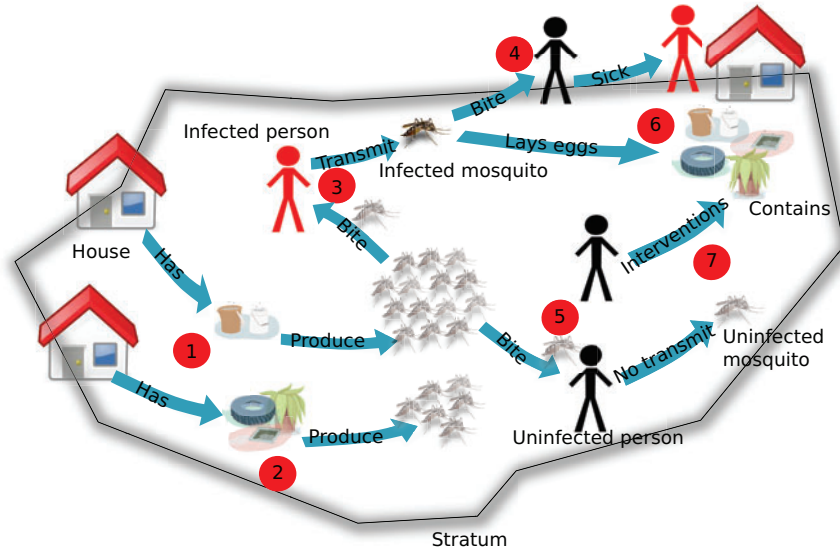 4
Bite
Sick
6
Infected person
Transmit
Lays eggs
Infected mosquito
3
Contains
House
Has
Bite
Interventions
7
1
Produce
5
Bite
No transmit
Uninfected
mosquito
Has
Produce
Uninfected person
2
Stratum